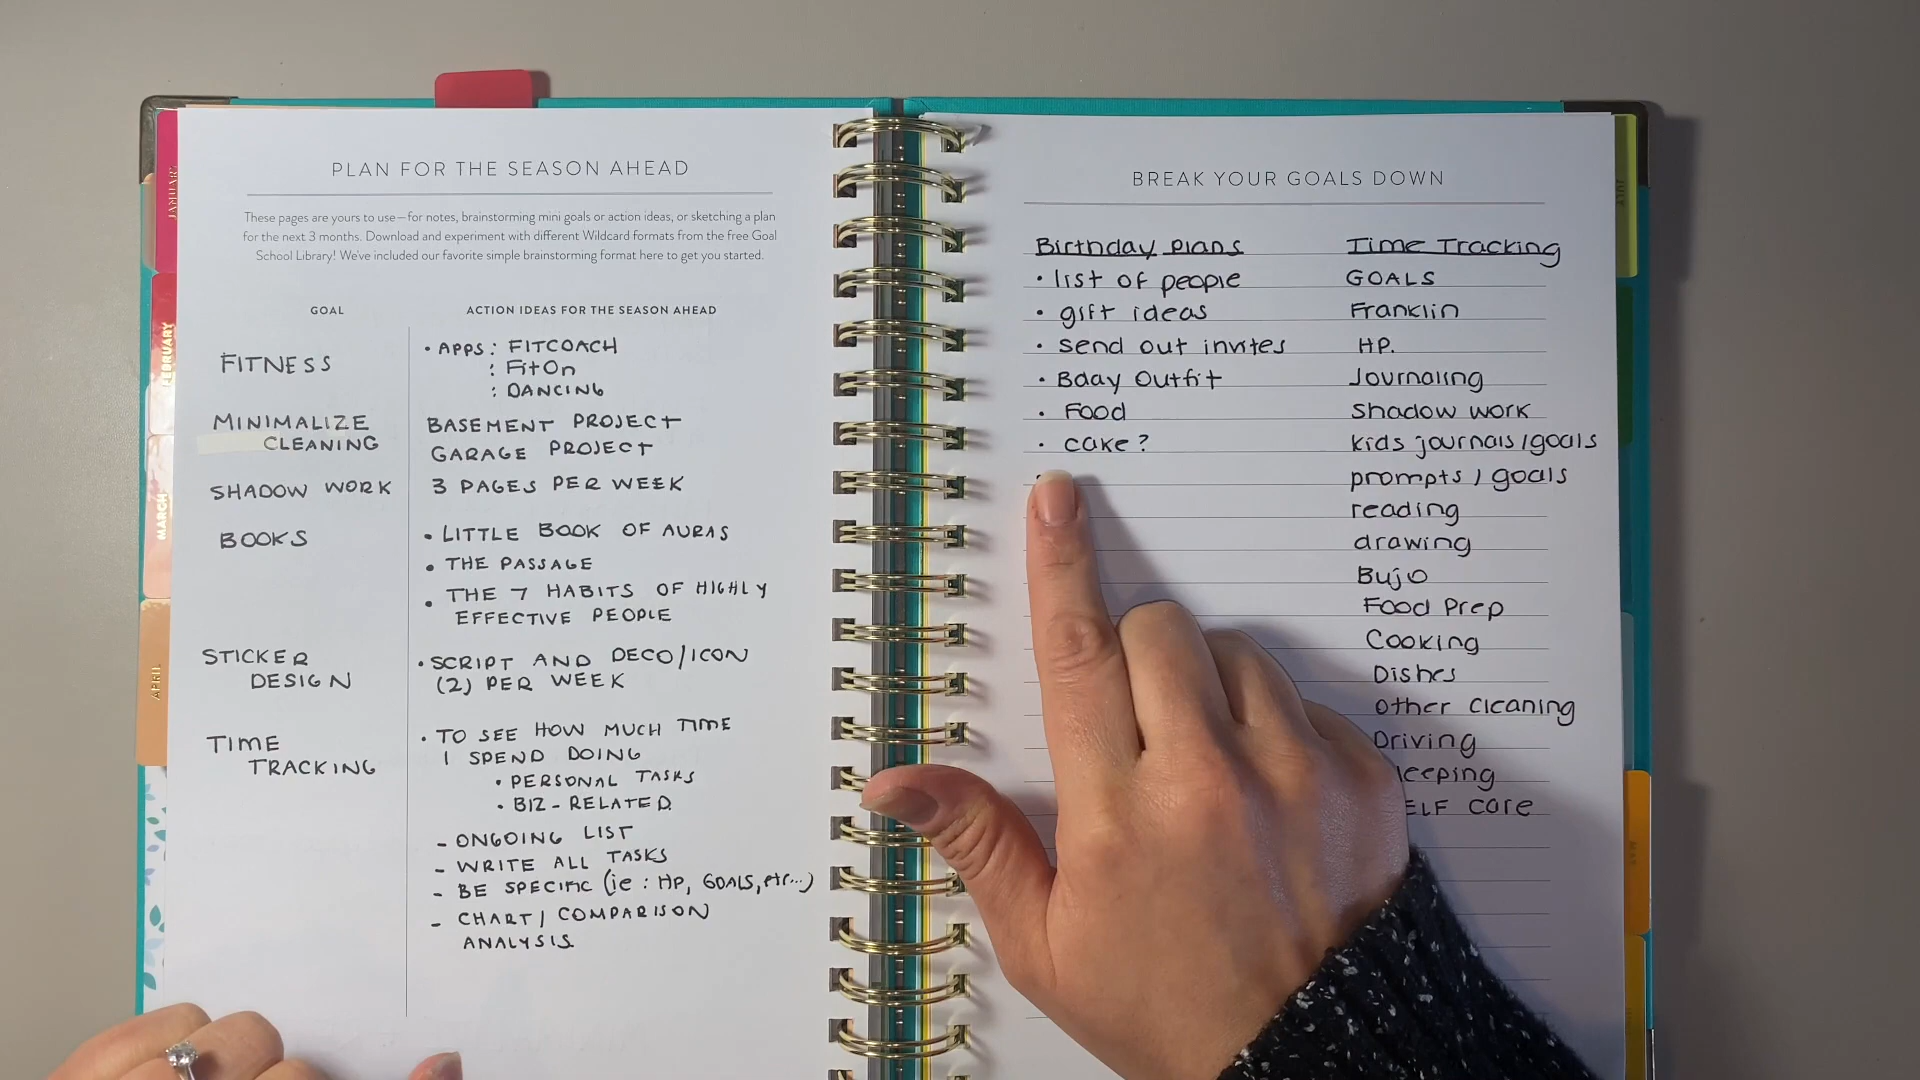 PLAN FOR THE SEASON AHEAD
These pages are yours to use—for notes, brainstorming mini goals or action ideas, or sketching a plan
for the next 3 months. Download and experiment with different Wildcard formats from the free Goal
School Library! We've included our favorite simple brainstorming format here to get you started.
GOAL
ACTION IDEAS FOR THE SEASON AHEAD
FITNESS
• APPS: FITCOACH
: FitOn
: DANCING
MINIMALIZE
CLEANING
BASEMENT PROJECT
GARAGE PROJECT
SHADOW WORK
3 PAGES PER WEEK
BOOKS
• LITTLE BOOK OF AURAS
• THE PASSAGE
• THE 7 HABITS OF HIGHLY
EFFECTIVE PEOPLE
STICKER
DESIGN
• SCRIPT AND DECO/ICON
(2) PER WEEK
TIME
TRACKING
• TO SEE HOW MUCH TIME
I SPEND DOING
• PERSONAL TASKS
• BIZ-RELATED
- ONGOING LIST
- WRITE ALL TASKS
- BE SPECIFIC (ie: HP, GOALS, etc...)
- CHART/COMPARISON
ANALYSIS
BREAK YOUR GOALS DOWN
Birthday Plans
• list of people
• gift ideas
• send out invites
• Bday Outfit
• Food
• cake?
Time Tracking
GOALS
Franklin
HP.
Journaling
Shadow work
kids journals/goals
prompts/goals
reading
drawing
Bujo
Food Prep
Cooking
Dishes
other cleaning
Driving
leeping
ELF care
JANUARY
FEBRUARY
MARCH
APRIL